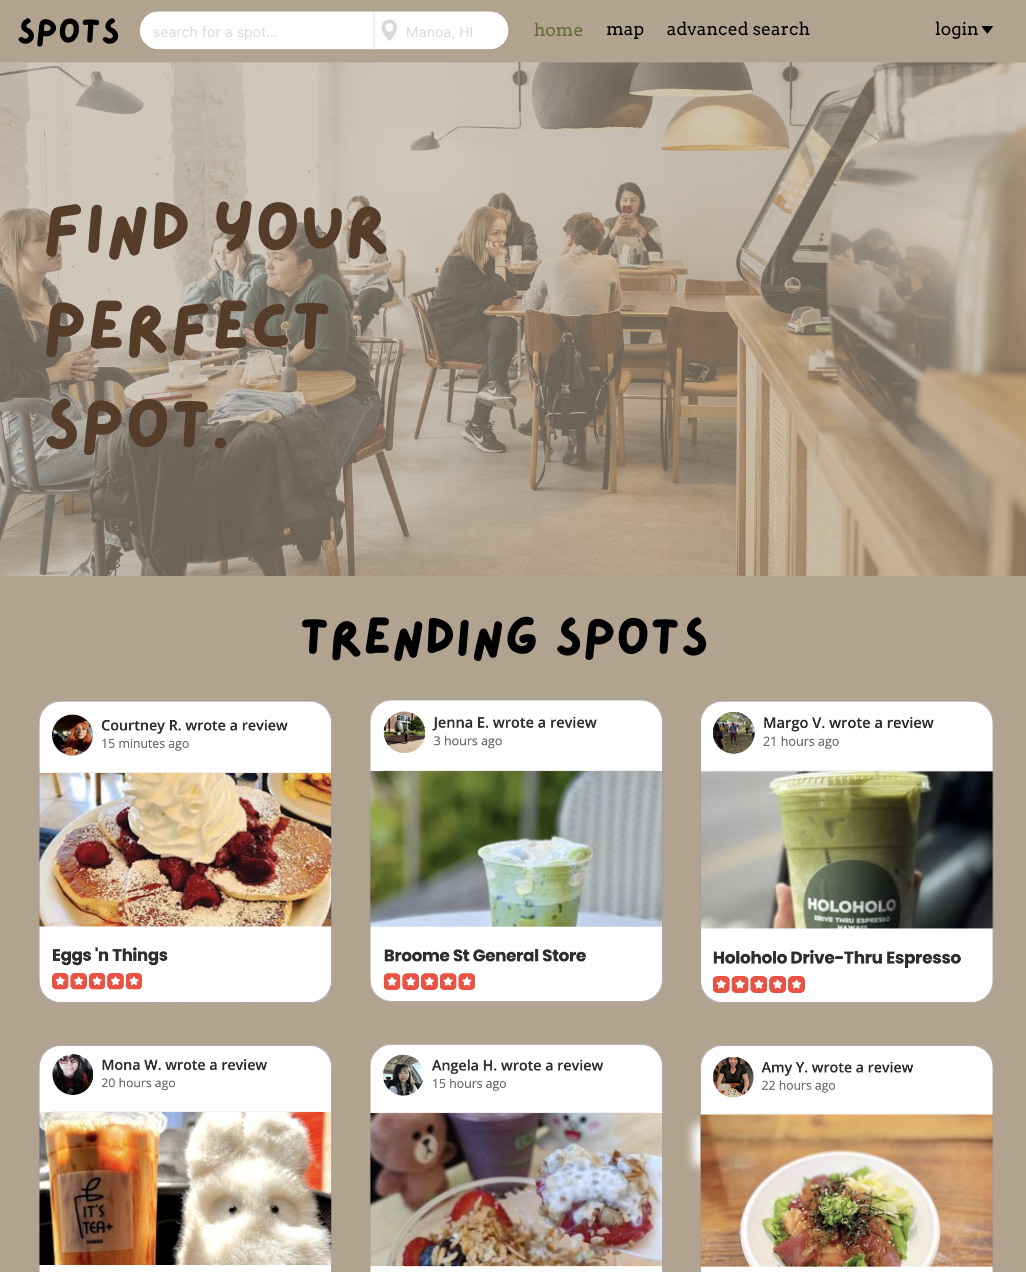 SPOTS
search for a spot...
Manoa, HI
home
map
advanced search
login
FIND YOUR
PERFECT
SPOT.
TRENDING SPOTS
Courtney R. wrote a review
15 minutes ago
Jenna E. wrote a review
3 hours ago
Margo V. wrote a review
21 hours ago
HOLOHOLO
DRIVE THRU ESPRESSO
HAWAII
Eggs 'n Things
Broome St General Store
Holoholo Drive-Thru Espresso
Mona W. wrote a review
20 hours ago
Angela H. wrote a review
15 hours ago
Amy Y. wrote a review
22 hours ago
IT'S
TEA+